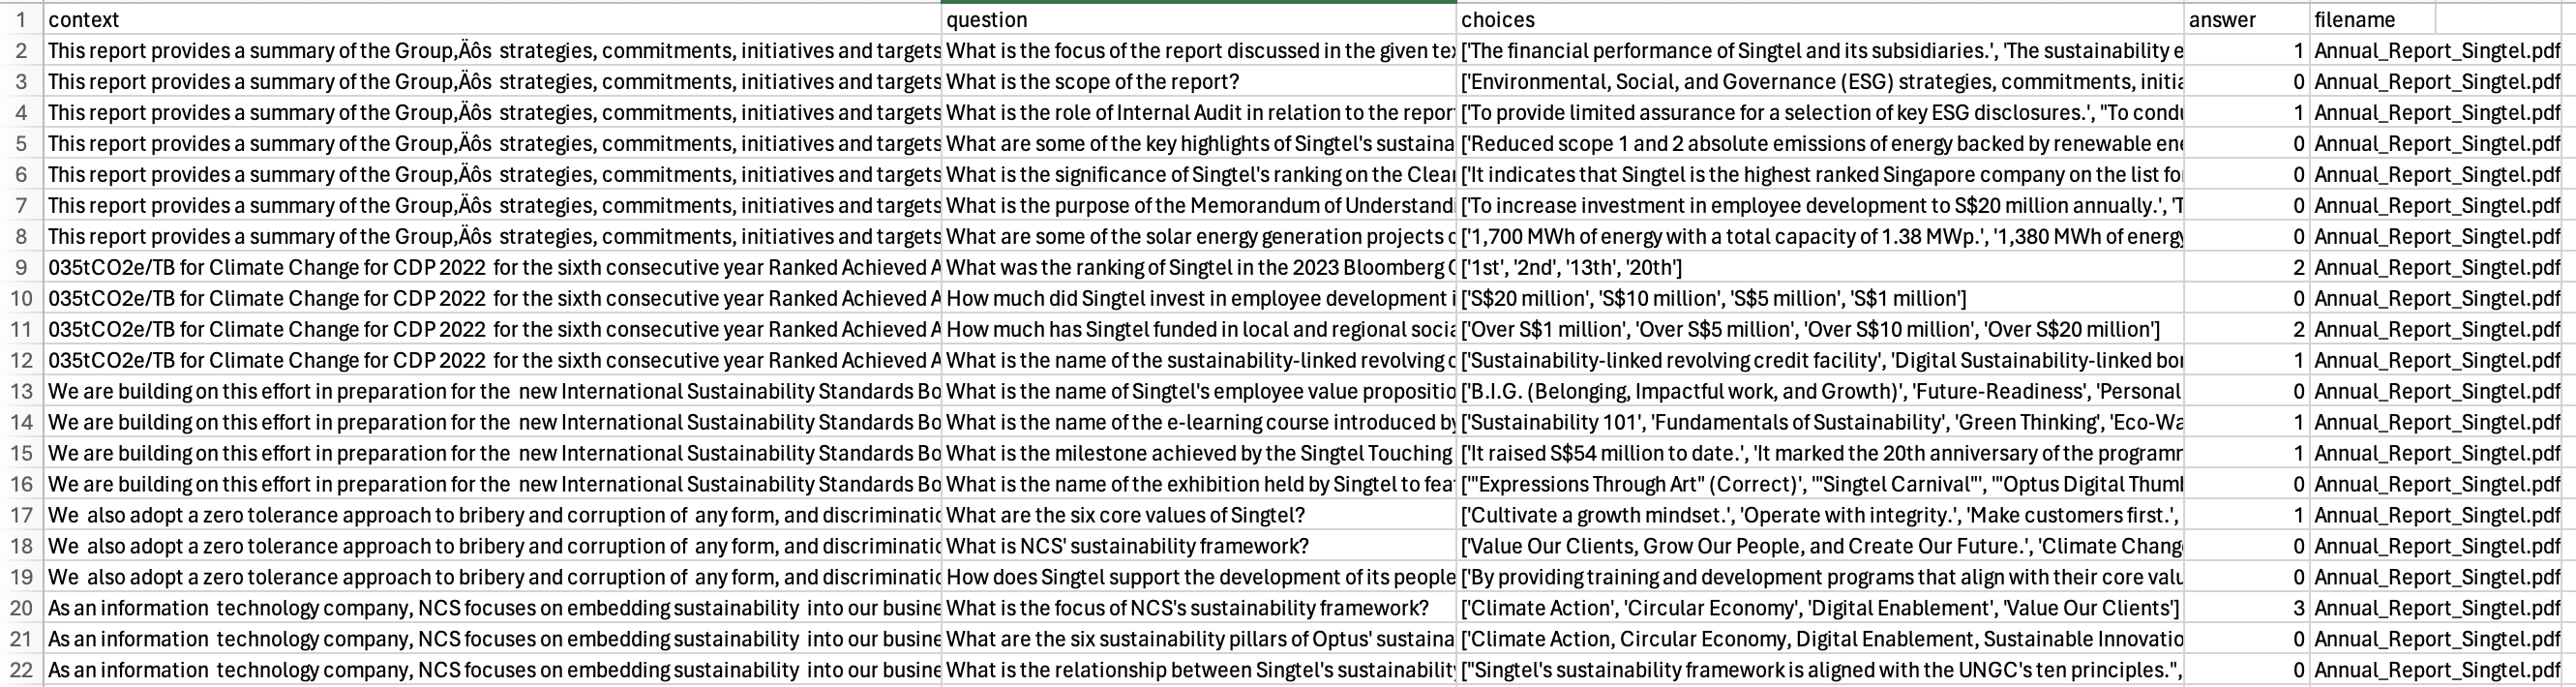 1 context question choices answer filename
2 This report provides a summary of the Group‚Äôs strategies, commitments, initiatives and targets What is the focus of the report discussed in the given te ['The financial performance of Singtel and its subsidiaries.', 'The sustainability e 1 Annual_Report_Singtel.pdf
3 This report provides a summary of the Group‚Äôs strategies, commitments, initiatives and targets What is the scope of the report? ['Environmental, Social, and Governance (ESG) strategies, commitments, initia 0 Annual_Report_Singtel.pdf
4 This report provides a summary of the Group‚Äôs strategies, commitments, initiatives and targets What is the role of Internal Audit in relation to the repor ['To provide limited assurance for a selection of key ESG disclosures.', "To condu 1 Annual_Report_Singtel.pdf
5 This report provides a summary of the Group‚Äôs strategies, commitments, initiatives and targets What are some of the key highlights of Singtel's sustaina ['Reduced scope 1 and 2 absolute emissions of energy backed by renewable ene 0 Annual_Report_Singtel.pdf
6 This report provides a summary of the Group‚Äôs strategies, commitments, initiatives and targets What is the significance of Singtel's ranking on the Clean ['It indicates that Singtel is the highest ranked Singapore company on the list fo 0 Annual_Report_Singtel.pdf
7 This report provides a summary of the Group‚Äôs strategies, commitments, initiatives and targets What is the purpose of the Memorandum of Understandi ['To increase investment in employee development to S$20 million annually.', 'T 0 Annual_Report_Singtel.pdf
8 This report provides a summary of the Group‚Äôs strategies, commitments, initiatives and targets What are some of the solar energy generation projects c ['1,700 MWh of energy with a total capacity of 1.38 MWp.', '1,380 MWh of energy 0 Annual_Report_Singtel.pdf
9 035tCO2e/TB for Climate Change for CDP 2022 for the sixth consecutive year Ranked Achieved A What was the ranking of Singtel in the 2023 Bloomberg G ['1st', '2nd', '13th', '20th'] 2 Annual_Report_Singtel.pdf
10 035tCO2e/TB for Climate Change for CDP 2022 for the sixth consecutive year Ranked Achieved A How much did Singtel invest in employee development i ['S$20 million', 'S$10 million', 'S$5 million', 'S$1 million'] 0 Annual_Report_Singtel.pdf
11 035tCO2e/TB for Climate Change for CDP 2022 for the sixth consecutive year Ranked Achieved A How much has Singtel funded in local and regional socia ['Over S$1 million', 'Over S$5 million', 'Over S$10 million', 'Over S$20 million'] 2 Annual_Report_Singtel.pdf
12 035tCO2e/TB for Climate Change for CDP 2022 for the sixth consecutive year Ranked Achieved A What is the name of the sustainability-linked revolving c ['Sustainability-linked revolving credit facility', 'Digital Sustainability-linked bon 1 Annual_Report_Singtel.pdf
13 We are building on this effort in preparation for the new International Sustainability Standards Bo What is the name of Singtel's employee value propositio ['B.I.G. (Belonging, Impactful work, and Growth)', 'Future-Readiness', 'Personal 0 Annual_Report_Singtel.pdf
14 We are building on this effort in preparation for the new International Sustainability Standards Bo What is the name of the e-learning course introduced by ['Sustainability 101', 'Fundamentals of Sustainability', 'Green Thinking', 'Eco-Wa 1 Annual_Report_Singtel.pdf
15 We are building on this effort in preparation for the new International Sustainability Standards Bo What is the milestone achieved by the Singtel Touching ['It raised S$54 million to date.', 'It marked the 20th anniversary of the programm 1 Annual_Report_Singtel.pdf
16 We are building on this effort in preparation for the new International Sustainability Standards Bo What is the name of the exhibition held by Singtel to fea ['"Expressions Through Art" (Correct)', '"Singtel Carnival"', '"Optus Digital Thumb 0 Annual_Report_Singtel.pdf
17 We also adopt a zero tolerance approach to bribery and corruption of any form, and discriminatio What are the six core values of Singtel? ['Cultivate a growth mindset.', 'Operate with integrity.', 'Make customers first.', 1 Annual_Report_Singtel.pdf
18 We also adopt a zero tolerance approach to bribery and corruption of any form, and discriminatio What is NCS' sustainability framework? ['Value Our Clients, Grow Our People, and Create Our Future.', 'Climate Chang 0 Annual_Report_Singtel.pdf
19 We also adopt a zero tolerance approach to bribery and corruption of any form, and discriminatio How does Singtel support the development of its people ['By providing training and development programs that align with their core valu 0 Annual_Report_Singtel.pdf
20 As an information technology company, NCS focuses on embedding sustainability into our busine What is the focus of NCS's sustainability framework? ['Climate Action', 'Circular Economy', 'Digital Enablement', 'Value Our Clients'] 3 Annual_Report_Singtel.pdf
21 As an information technology company, NCS focuses on embedding sustainability into our busine What are the six sustainability pillars of Optus' sustaina ['Climate Action, Circular Economy, Digital Enablement, Sustainable Innovatio 0 Annual_Report_Singtel.pdf
22 As an information technology company, NCS focuses on embedding sustainability into our busine What is the relationship between Singtel's sustainability ["Singtel's sustainability framework is aligned with the UNGC's ten principles.", 0 Annual_Report_Singtel.pdf